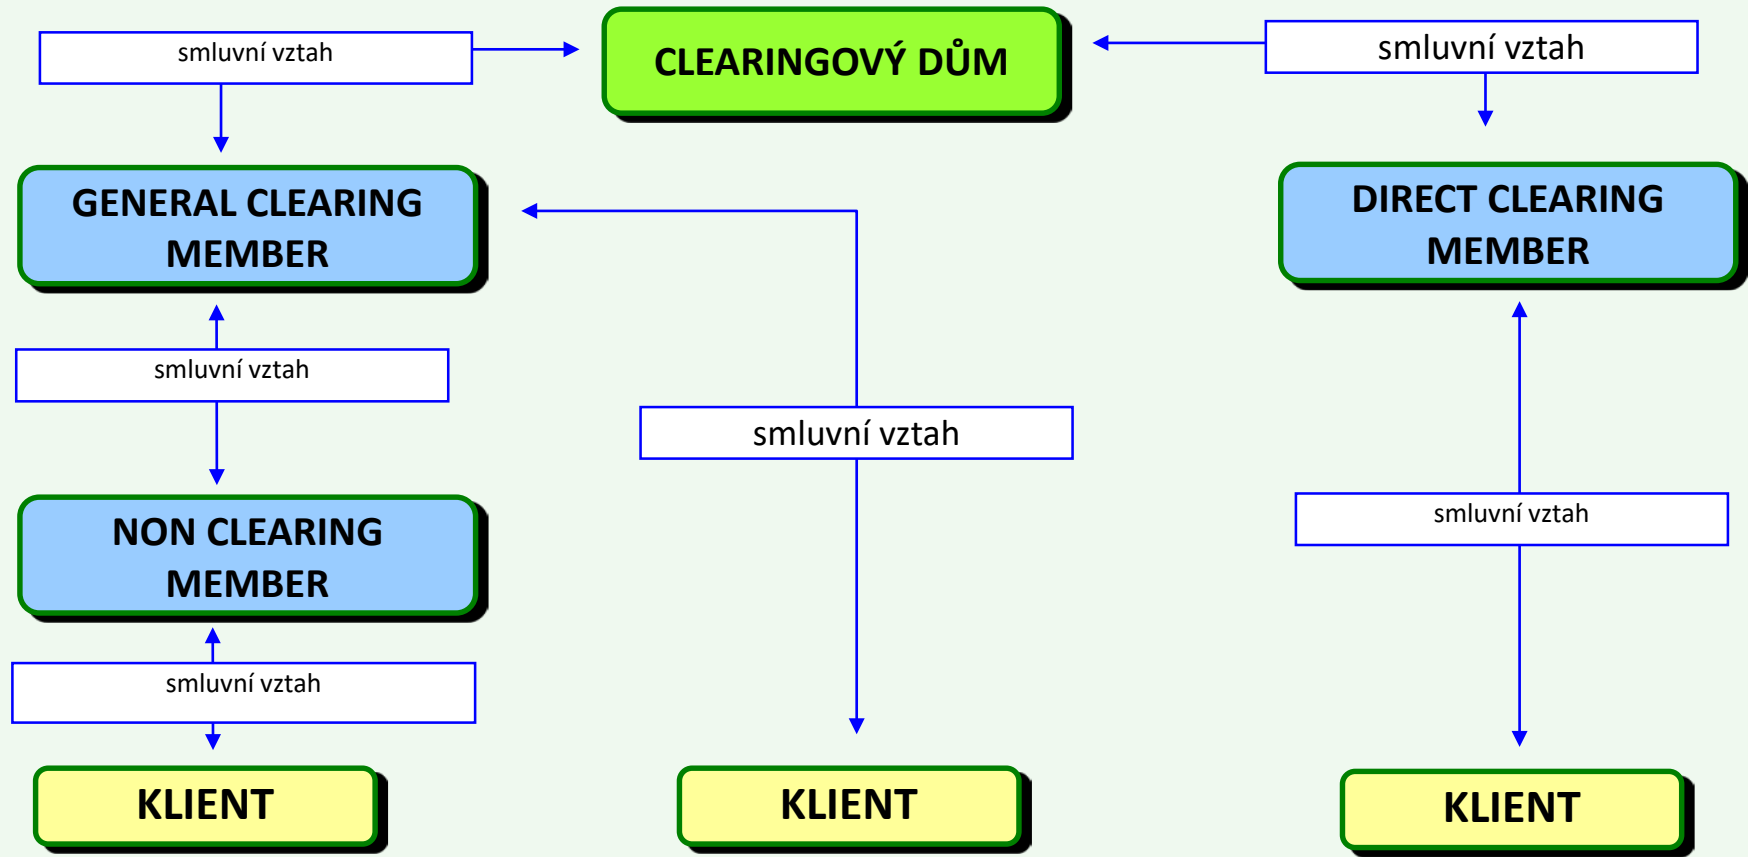 smluvní vztah
CLEARINGOVÝ DŮM
smluvní vztah
GENERAL CLEARING
MEMBER
DIRECT CLEARING
MEMBER
smluvní vztah
smluvní vztah
smluvní vztah
NON CLEARING
MEMBER
smluvní vztah
KLIENT
KLIENT
KLIENT